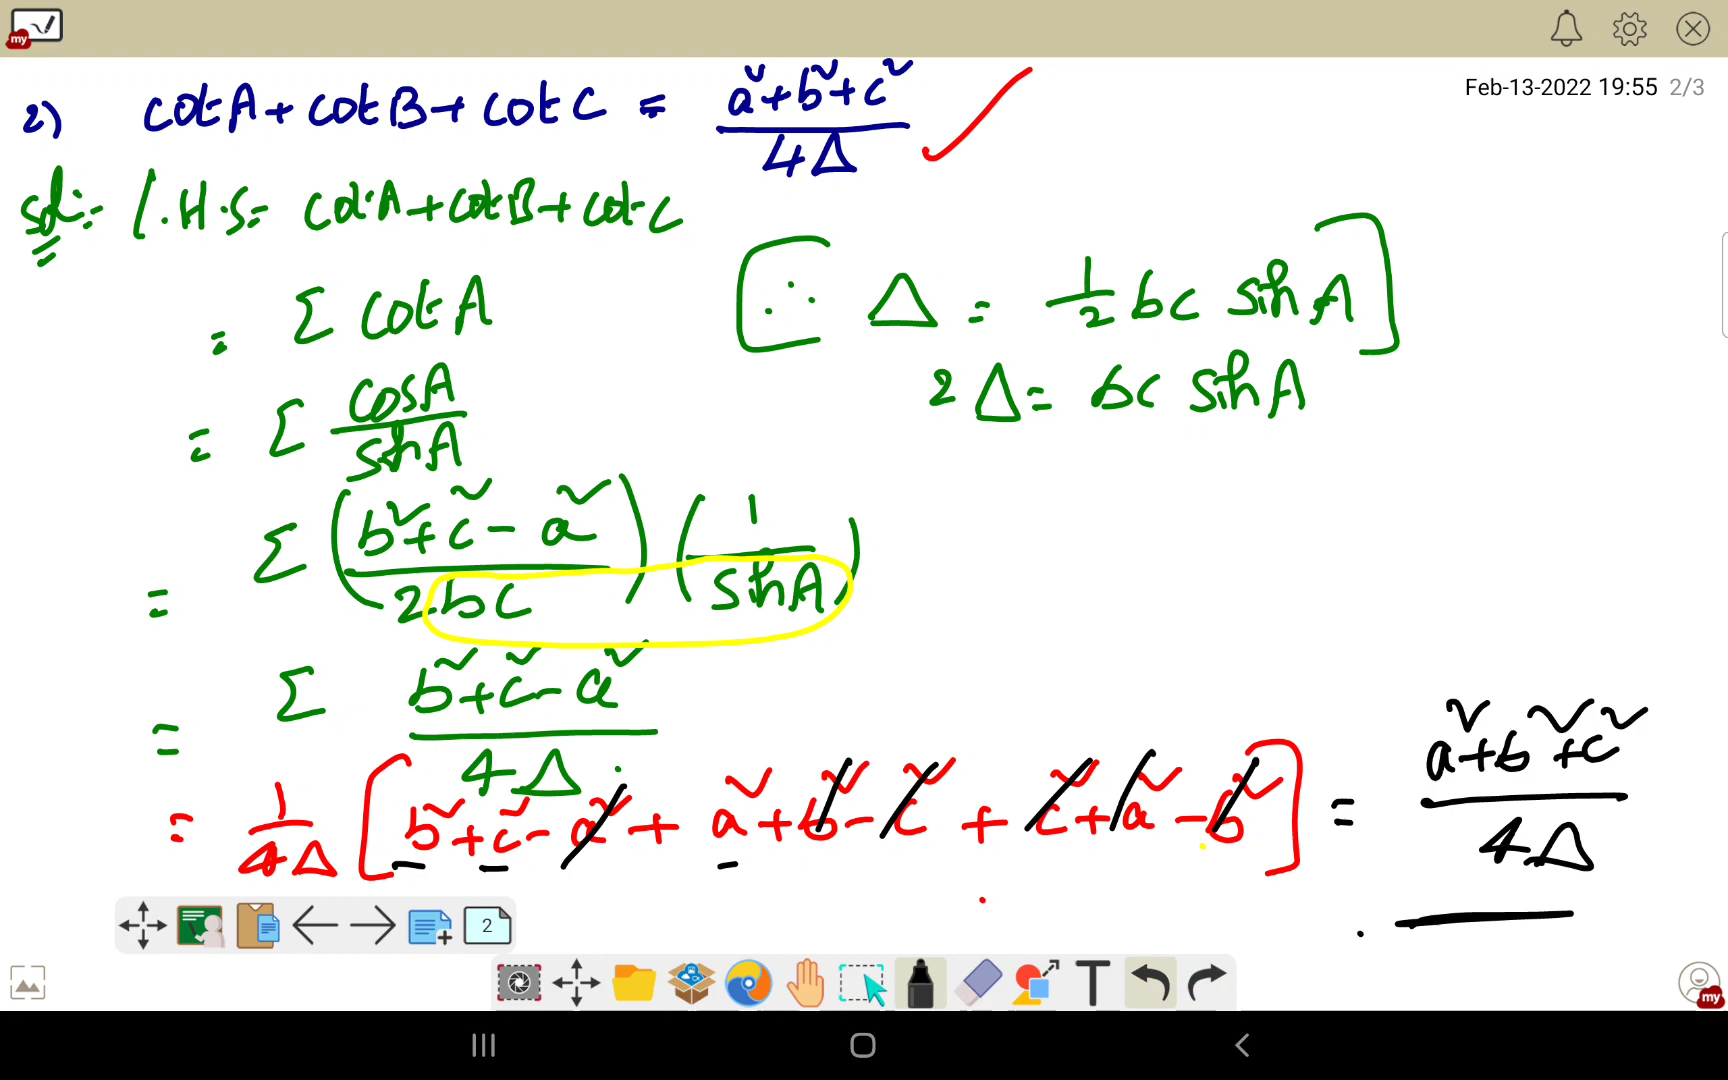 my
Feb-13-2022 19:55 2/3
2) cotA + cotB + cotC = (a²+b²+c²)/4Δ
Sol:- L.H.S = cotA + cotB + cotC
= Σ cotA
[∵ Δ = 1/2 bc sinA]
2Δ = bc sinA
= Σ cosA/sinA
= Σ ((b²+c²-a²)/2bc) (1/sinA)
= Σ (b²+c²-a²)/4Δ
= 1/4Δ [b²+c²-a² + a²+b²-c² + c²+a²-b²] = (a²+b²+c²)/4Δ
2
T
my